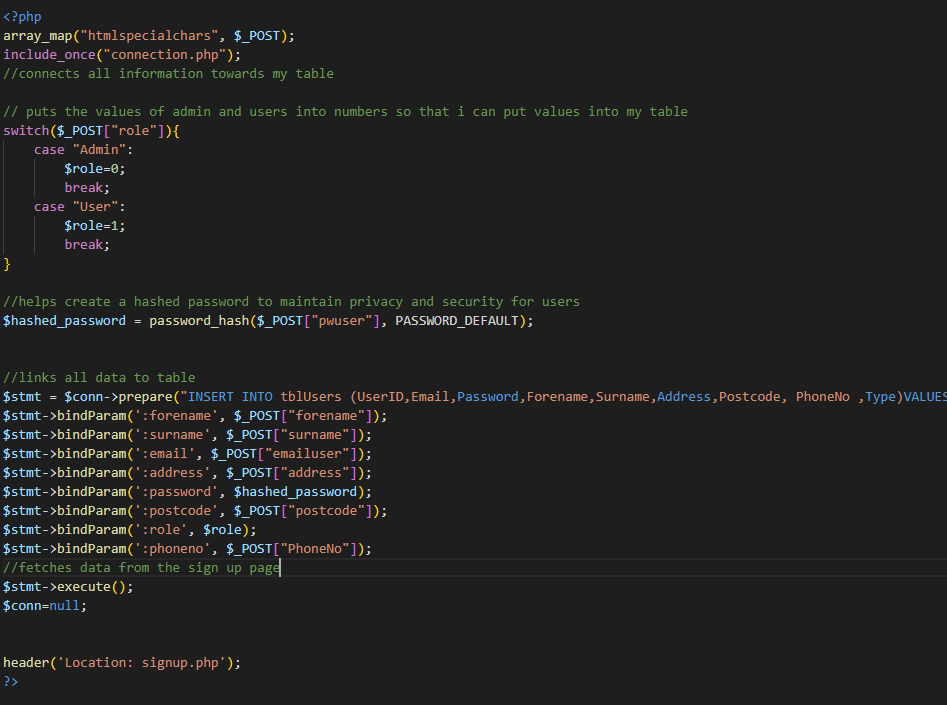 <?php
array_map("htmlspecialchars", $_POST);
include_once("connection.php");
//connects all information towards my table
// puts the values of admin and users into numbers so that i can put values into my table
switch($_POST["role"]){
case "Admin":
$role=0;
break;
case "User":
$role=1;
break;
}
//helps create a hashed password to maintain privacy and security for users
$hashed_password = password_hash($_POST["pwuser"], PASSWORD_DEFAULT);
//links all data to table
$stmt = $conn->prepare("INSERT INTO tblUsers (UserID,Email,Password,Forename,Surname,Address,Postcode, PhoneNo ,Type)VALUES
$stmt->bindParam(':forename', $_POST["forename"]);
$stmt->bindParam(':surname', $_POST["surname"]);
$stmt->bindParam(':email', $_POST["emailuser"]);
$stmt->bindParam(':address', $_POST["address"]);
$stmt->bindParam(':password', $hashed_password);
$stmt->bindParam(':postcode', $_POST["postcode"]);
$stmt->bindParam(':role', $role);
$stmt->bindParam(':phoneno', $_POST["PhoneNo"]);
//fetches data from the sign up page
$stmt->execute();
$conn=null;
header('Location: signup.php');
?>